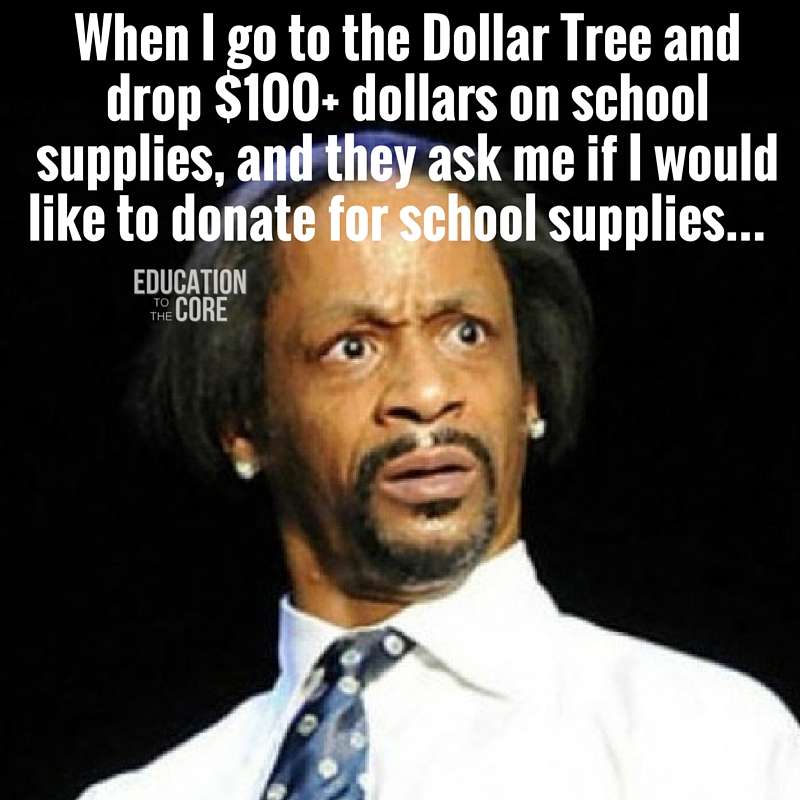 When I go to the Dollar Tree and
drop $100+ dollars on school
supplies, and they ask me if I would
like to donate for school supplies...
EDUCATION
TO
THE CORE